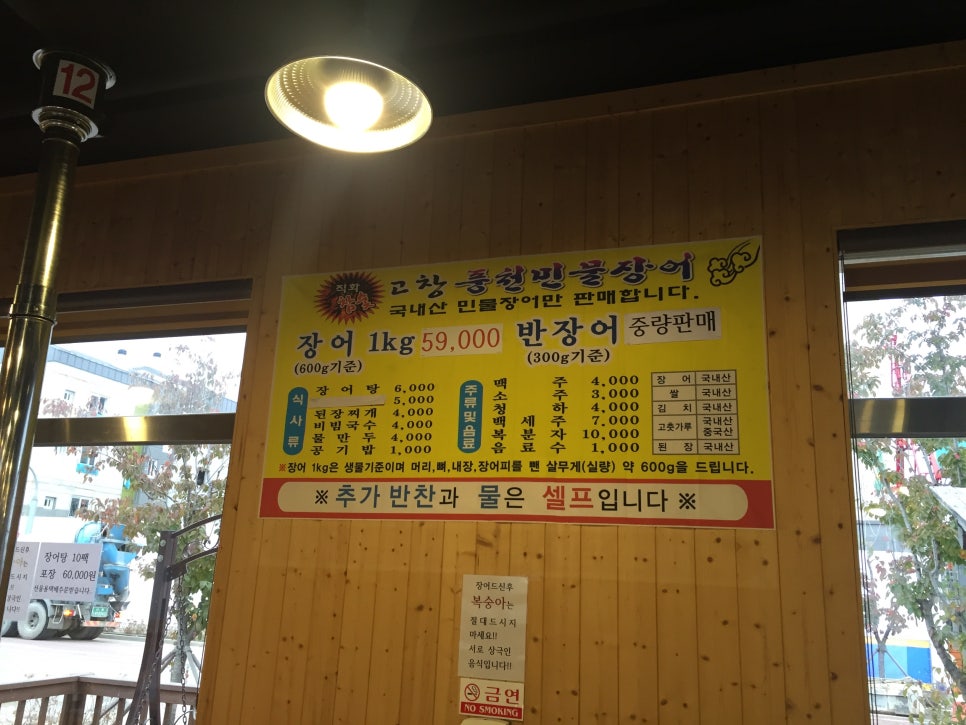 12
직화
고창 풍천민물장어
국내산 민물장어만 판매합니다.
장어 1kg 59,000 반장어 중량판매
(600g기준) (300g기준)
식사류
장어탕 6,000
5,000
된장찌개 4,000
비빔국수 4,000
물만두 4,000
공기밥 1,000
주류및음료
맥주 4,000
소주 3,000
청하 4,000
백세주 7,000
복분자 10,000
음료수 1,000
장어 국내산
쌀 국내산
김치 국내산
고춧가루 국내산 중국산
된장 국내산
※장어 1kg은 생물기준이며 머리,뼈,내장,장어피를 뺀 살무게(실량) 약 600g을 드립니다.
※ 추가 반찬과 물은 셀프입니다 ※
장어드신후
복숭아는
절대드시지
마세요!!
서로 상극인
음식입니다!!
금연
NO SMOKING
장어탕 10팩
포장 60,000원